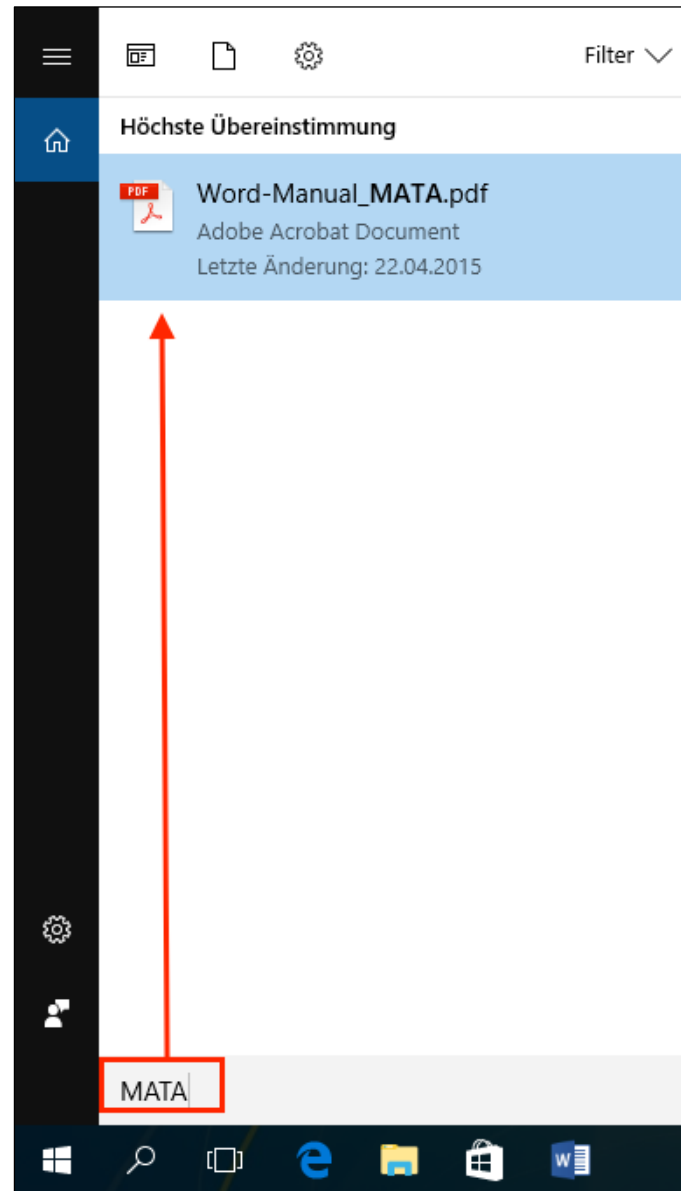 Filter
Höchste Übereinstimmung
PDF
Word-Manual_MATA.pdf
Adobe Acrobat Document
Letzte Änderung: 22.04.2015
MATA
W